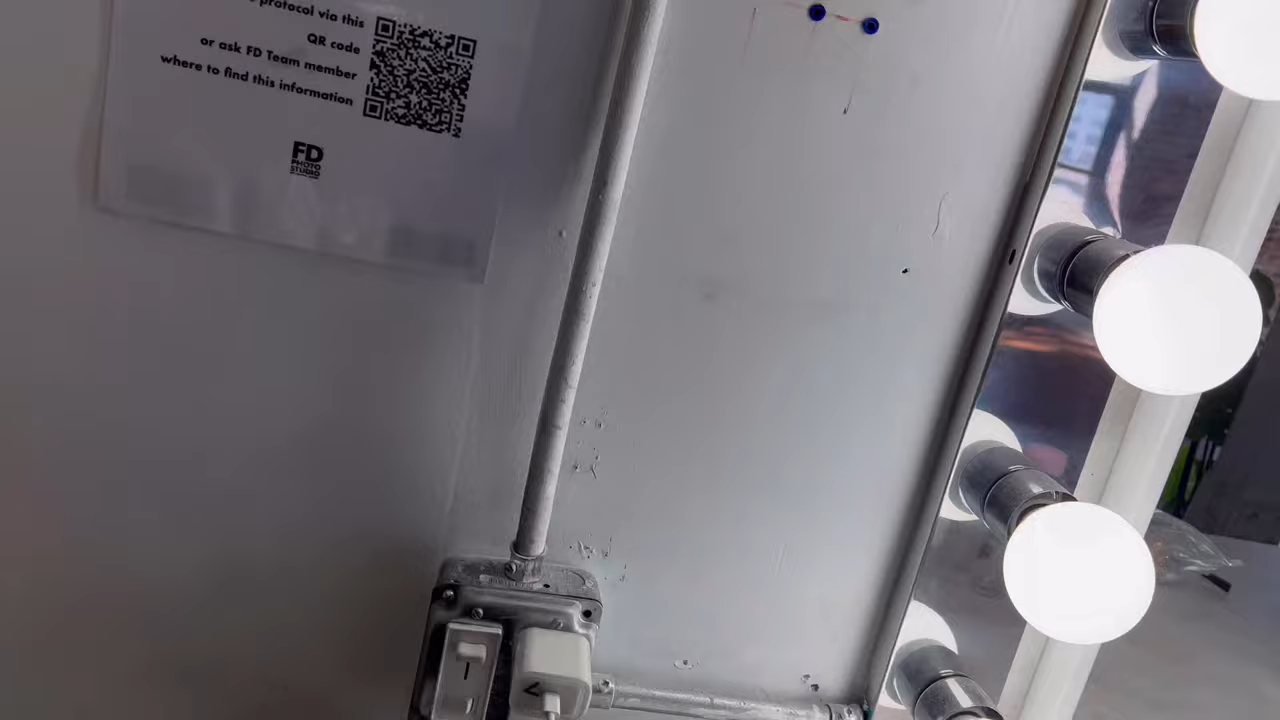 protocol via this
QR code
or ask FD Team member
where to find this information
FD
PHOTO
STUDIO